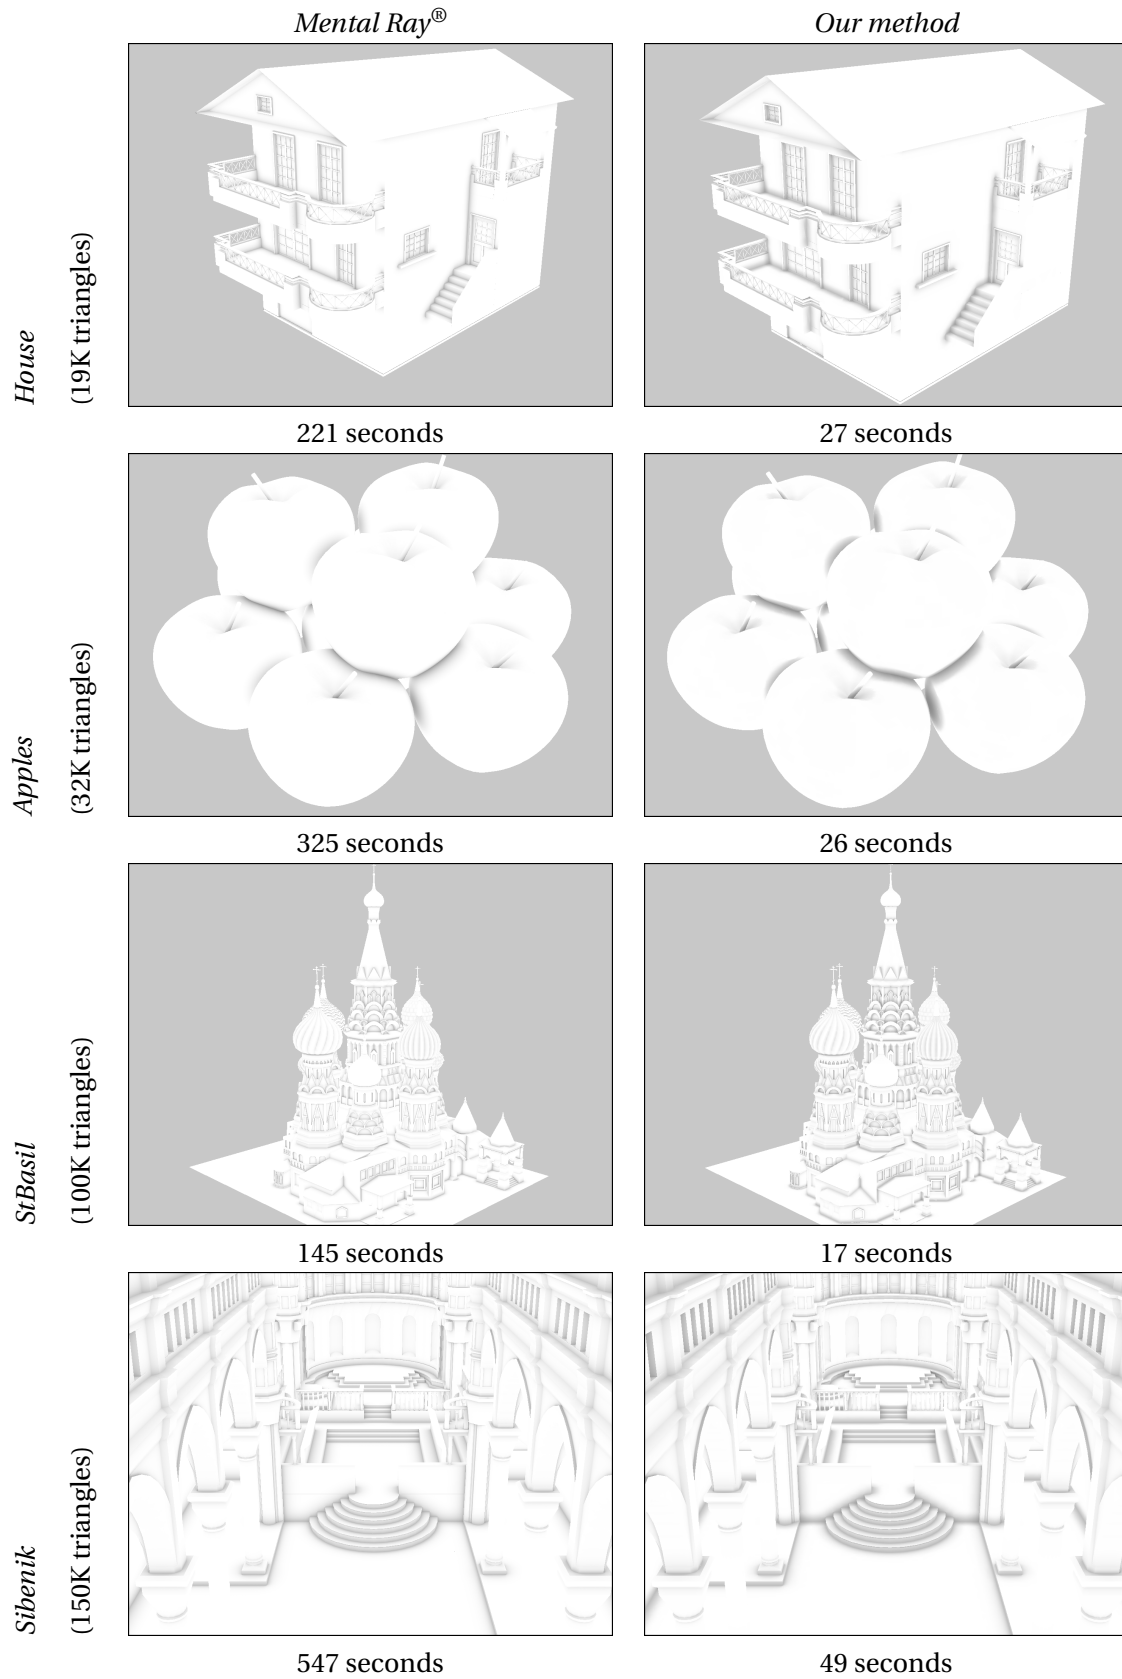 Mental Ray®
Our method
House
(19K triangles)
221 seconds
27 seconds
Apples
(32K triangles)
325 seconds
26 seconds
StBasil
(100K triangles)
145 seconds
17 seconds
Sibenik
(150K triangles)
547 seconds
49 seconds